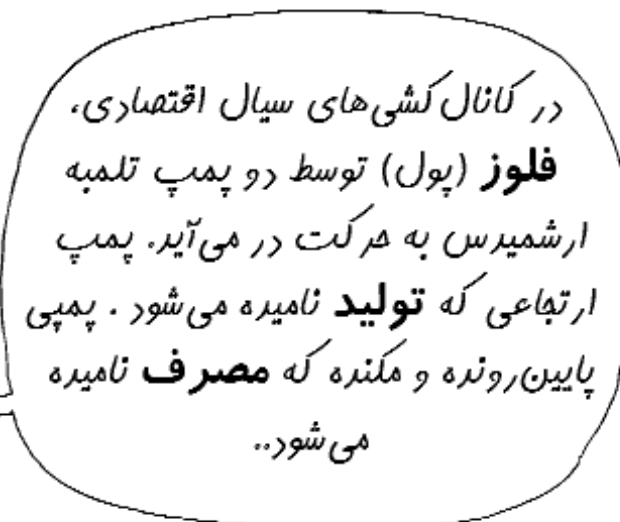 در کانال‌کشی‌های سیال اقتصادی،
فلوز (پول) توسط دو پمپ تلمبه
ارشمیدس به حرکت در می‌آید. پمپ
ارتجاعی که تولید نامیده می‌شود . پمپی
پایین‌رونده و مکنده که مصرف نامیده
می‌شود..